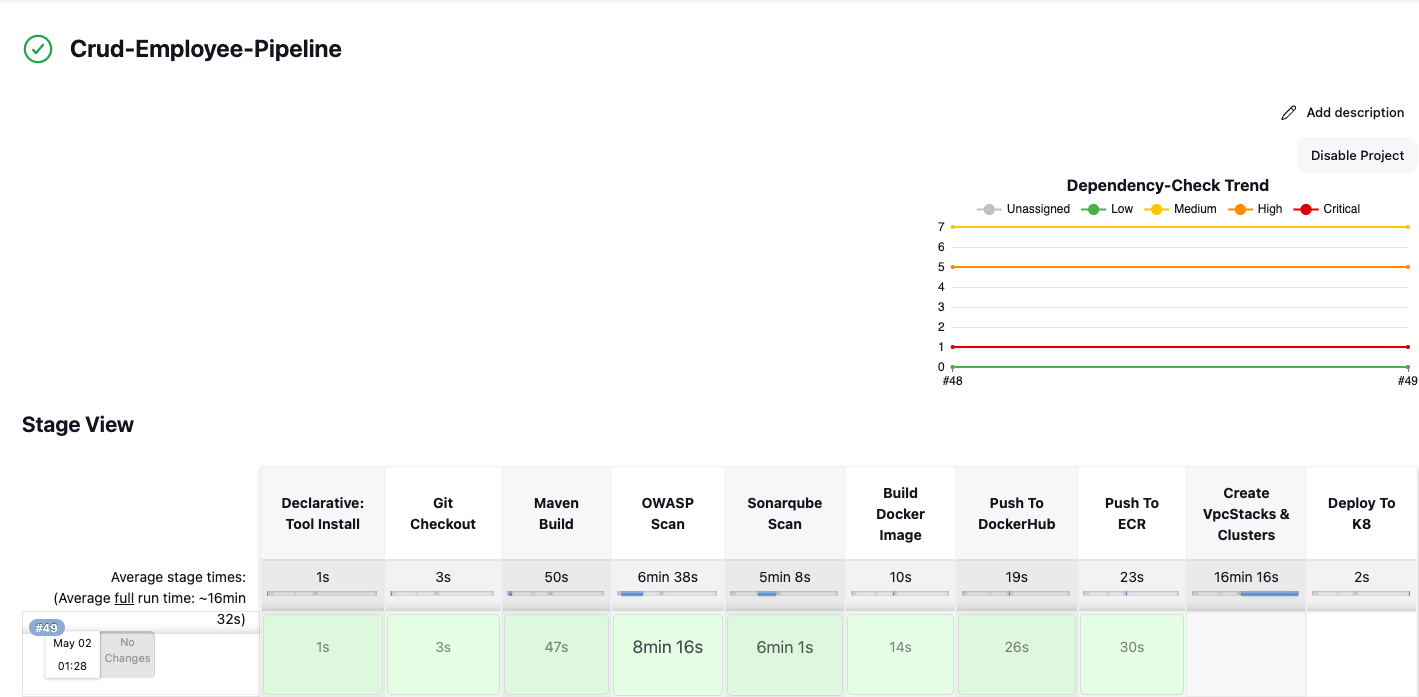 Crud-Employee-Pipeline
Add description
Disable Project
Dependency-Check Trend
Unassigned Low Medium High Critical
7
6
5
4
3
2
1
0
#48 #49
Stage View
Declarative: Tool Install
Git Checkout
Maven Build
OWASP Scan
Sonarqube Scan
Build Docker Image
Push To DockerHub
Push To ECR
Create VpcStacks & Clusters
Deploy To K8
Average stage times:
(Average full run time: ~16min
32s)
1s 3s 50s 6min 38s 5min 8s 10s 19s 23s 16min 16s 2s
#49
May 02
01:28
No
Changes
1s 3s 47s 8min 16s 6min 1s 14s 26s 30s